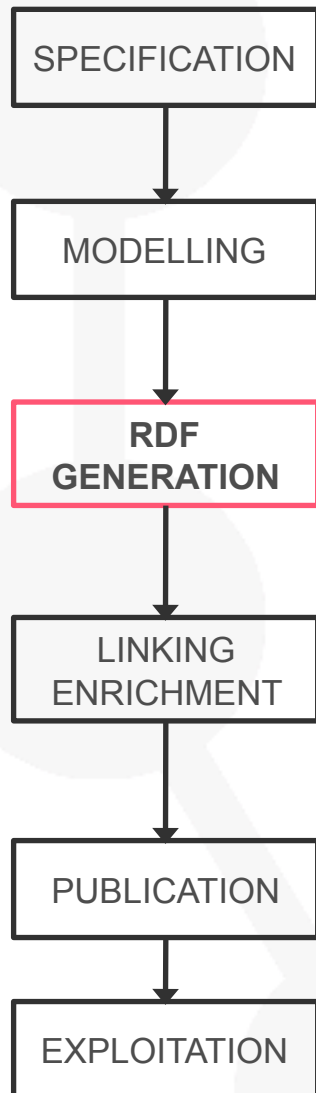 SPECIFICATION
MODELLING
RDF
GENERATION
LINKING
ENRICHMENT
PUBLICATION
EXPLOITATION